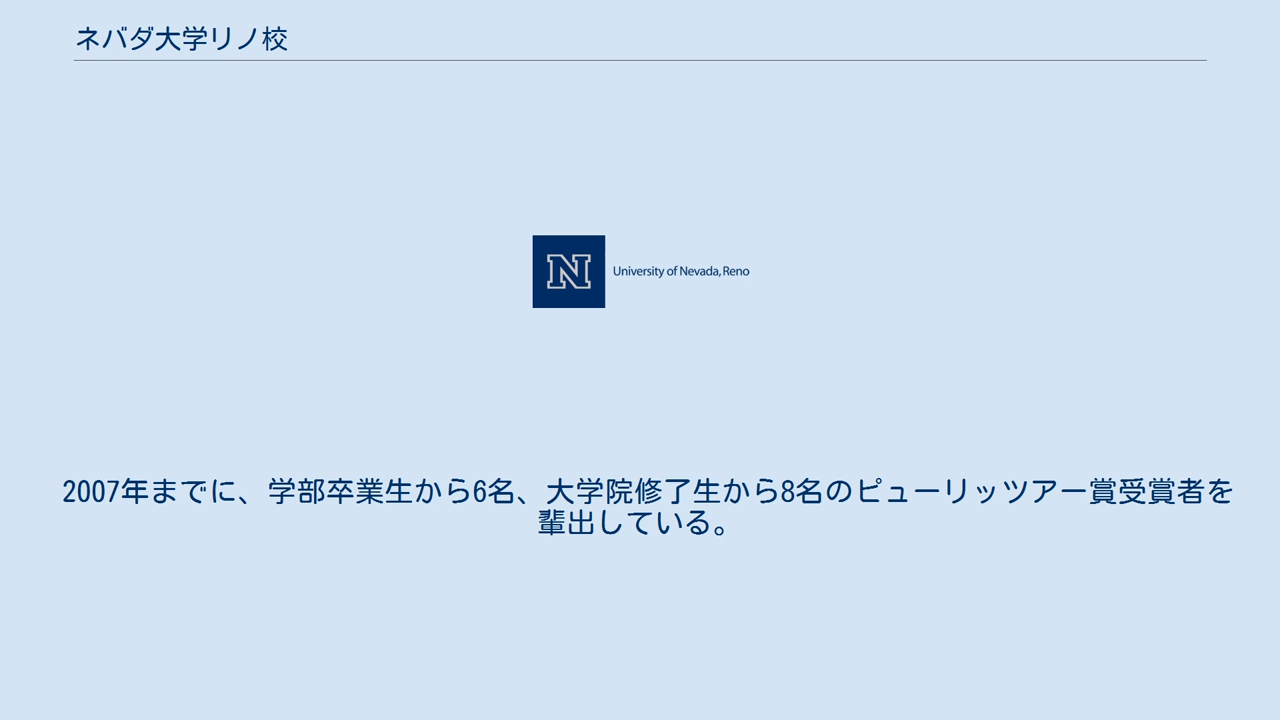 ネバダ大学リノ校
N
University of Nevada, Reno
2007年までに、学部卒業生から6名、大学院修了生から8名のピューリッツアー賞受賞者を
輩出している。